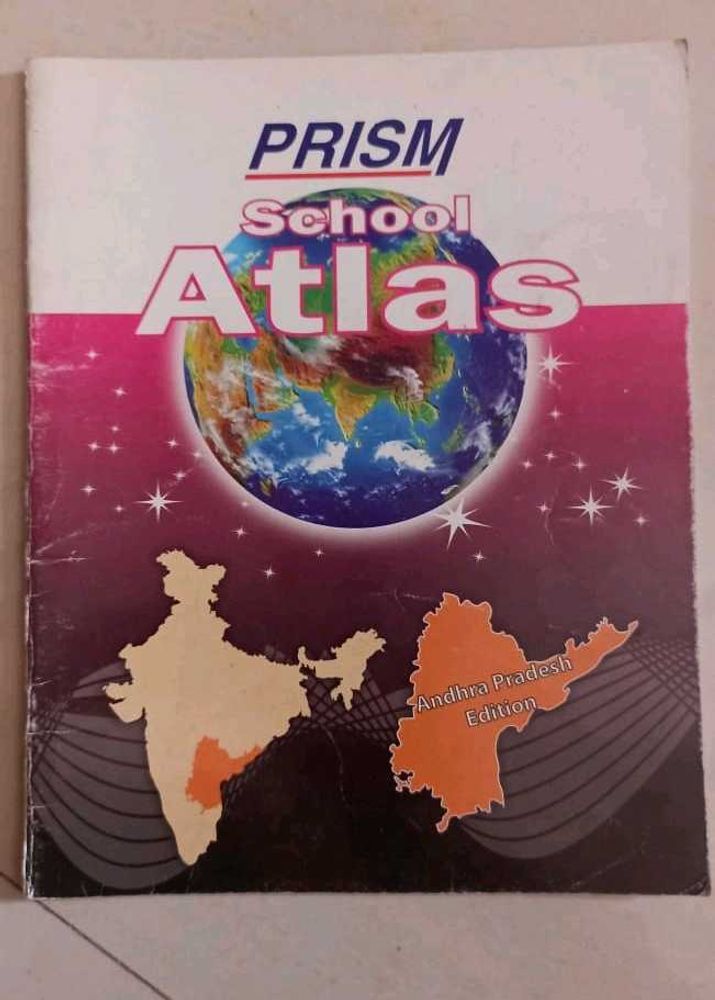 PRISM
School
Atlas
Andhra Pradesh
Edition